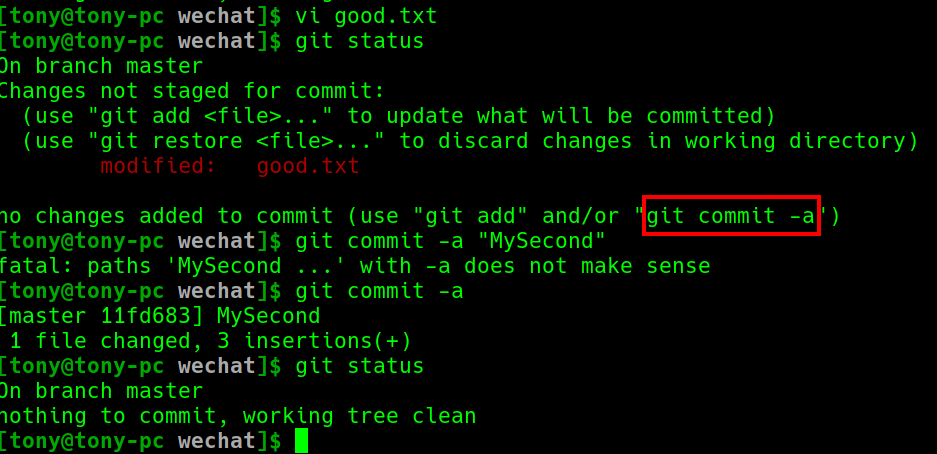 [tony@tony-pc wechat]$ vi good.txt
[tony@tony-pc wechat]$ git status
On branch master
Changes not staged for commit:
  (use "git add <file>..." to update what will be committed)
  (use "git restore <file>..." to discard changes in working directory)
        modified:   good.txt
no changes added to commit (use "git add" and/or "git commit -a")
[tony@tony-pc wechat]$ git commit -a "MySecond"
fatal: paths 'MySecond ...' with -a does not make sense
[tony@tony-pc wechat]$ git commit -a
[master 11fd683] MySecond
 1 file changed, 3 insertions(+)
[tony@tony-pc wechat]$ git status
On branch master
nothing to commit, working tree clean
[tony@tony-pc wechat]$